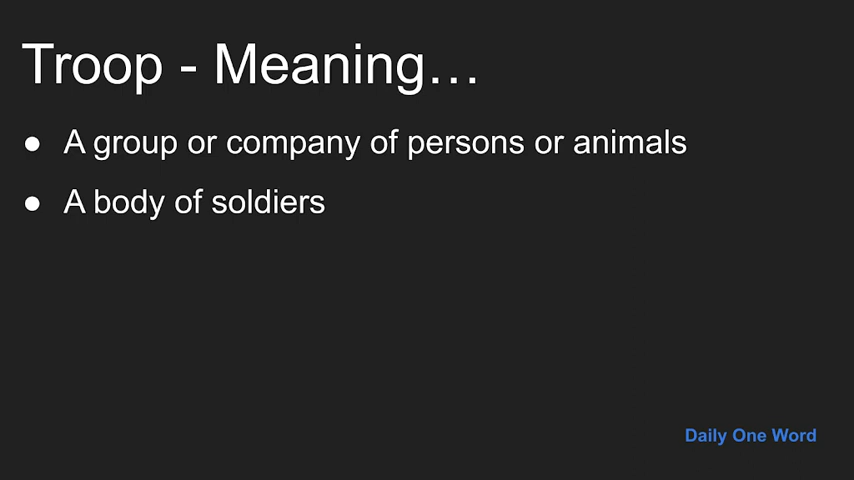 Troop - Meaning…
● A group or company of persons or animals
● A body of soldiers
Daily One Word